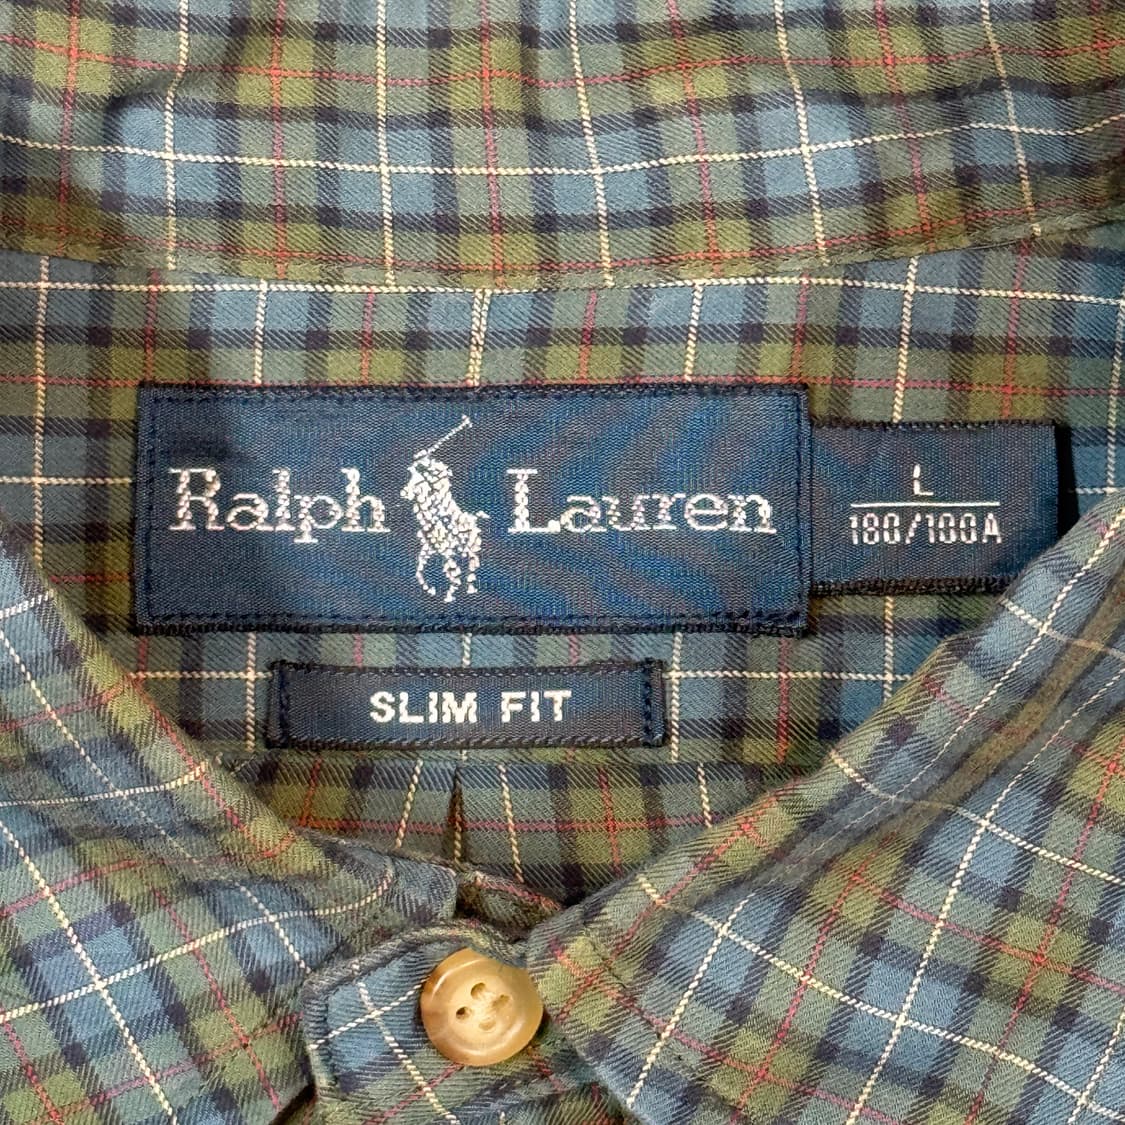 Ralph Lauren
L
180/100A
SLIM FIT